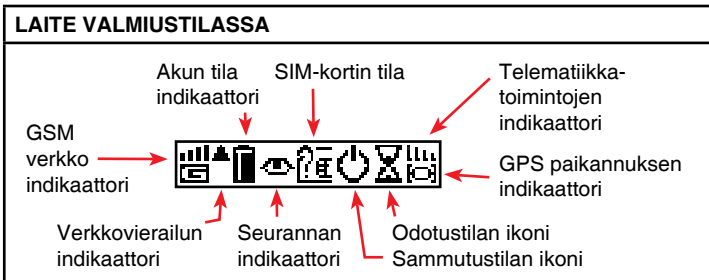 LAITE VALMIUSTILASSA
Akun tila
indikaattori
SIM-kortin tila
Telematiikka-
toimintojen
indikaattori
GSM
verkko
indikaattori
GPS paikannuksen
indikaattori
Verkkovierailun
indikaattori
Seurannan
indikaattori
Odotustilan ikoni
Sammutustilan ikoni